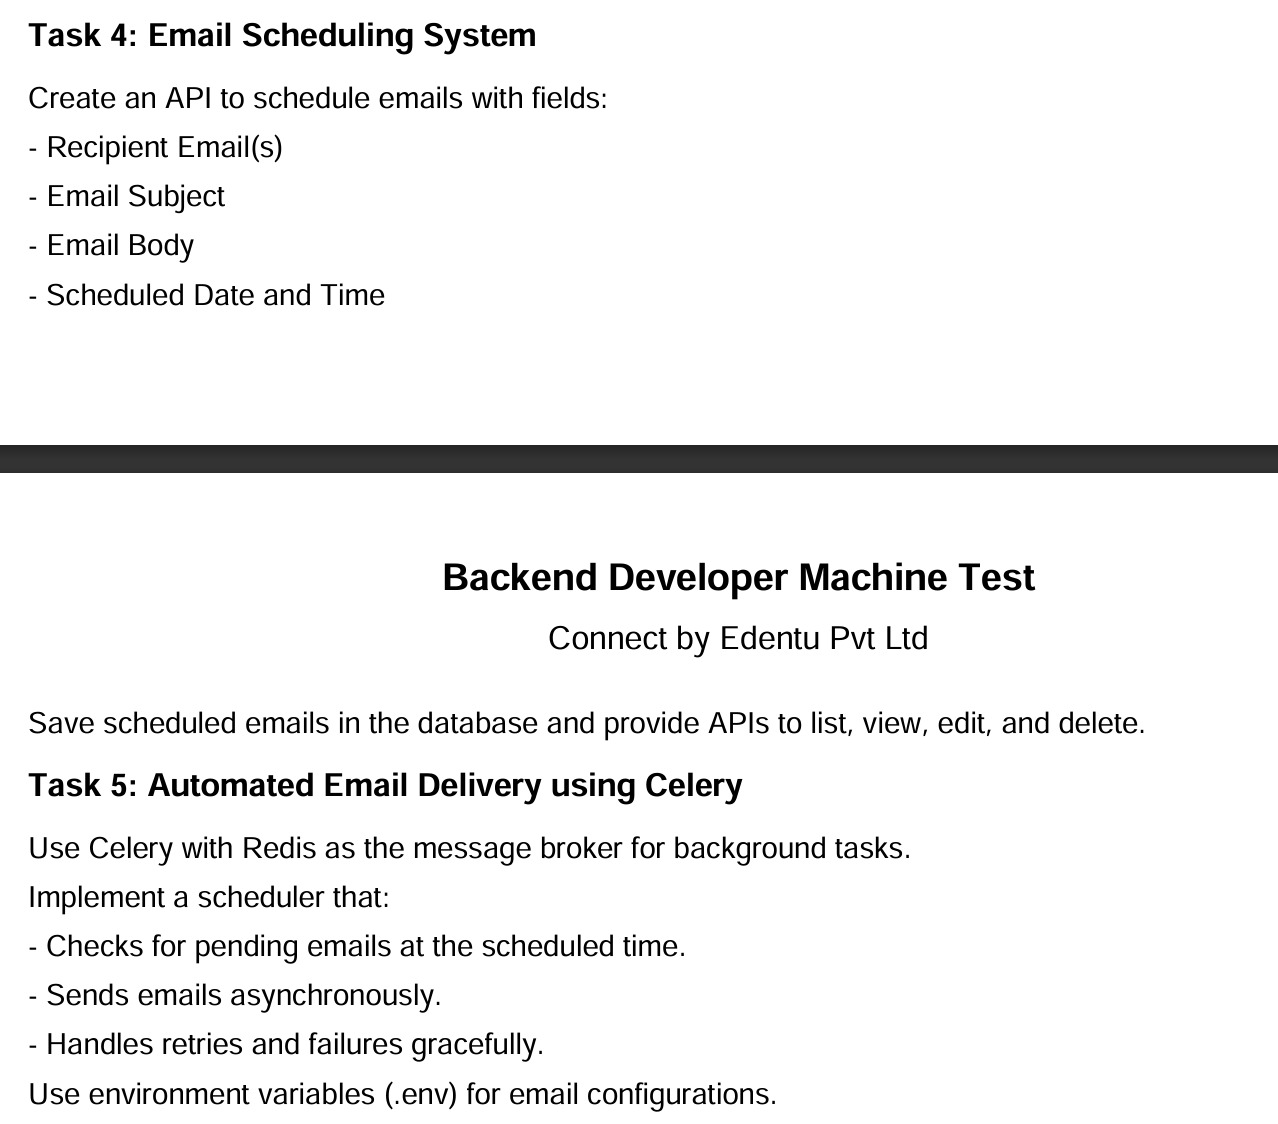 Task 4: Email Scheduling System
Create an API to schedule emails with fields:
- Recipient Email(s)
- Email Subject
- Email Body
- Scheduled Date and Time
Backend Developer Machine Test
Connect by Edentu Pvt Ltd
Save scheduled emails in the database and provide APIs to list, view, edit, and delete.
Task 5: Automated Email Delivery using Celery
Use Celery with Redis as the message broker for background tasks.
Implement a scheduler that:
- Checks for pending emails at the scheduled time.
- Sends emails asynchronously.
- Handles retries and failures gracefully.
Use environment variables (.env) for email configurations.